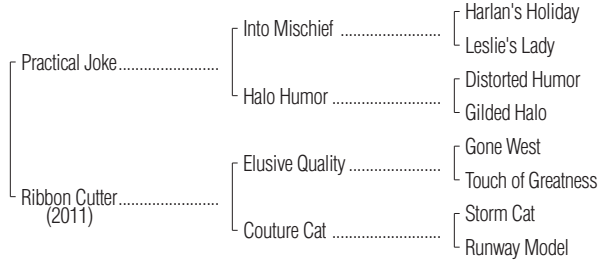 Harlan's Holiday
Into Mischief ......................
Leslie's Lady
Practical Joke......................
Distorted Humor
Halo Humor ........................
Gilded Halo
Gone West
Elusive Quality ....................
Touch of Greatness
Ribbon Cutter......................
(2011)
Storm Cat
Couture Cat ........................
Runway Model